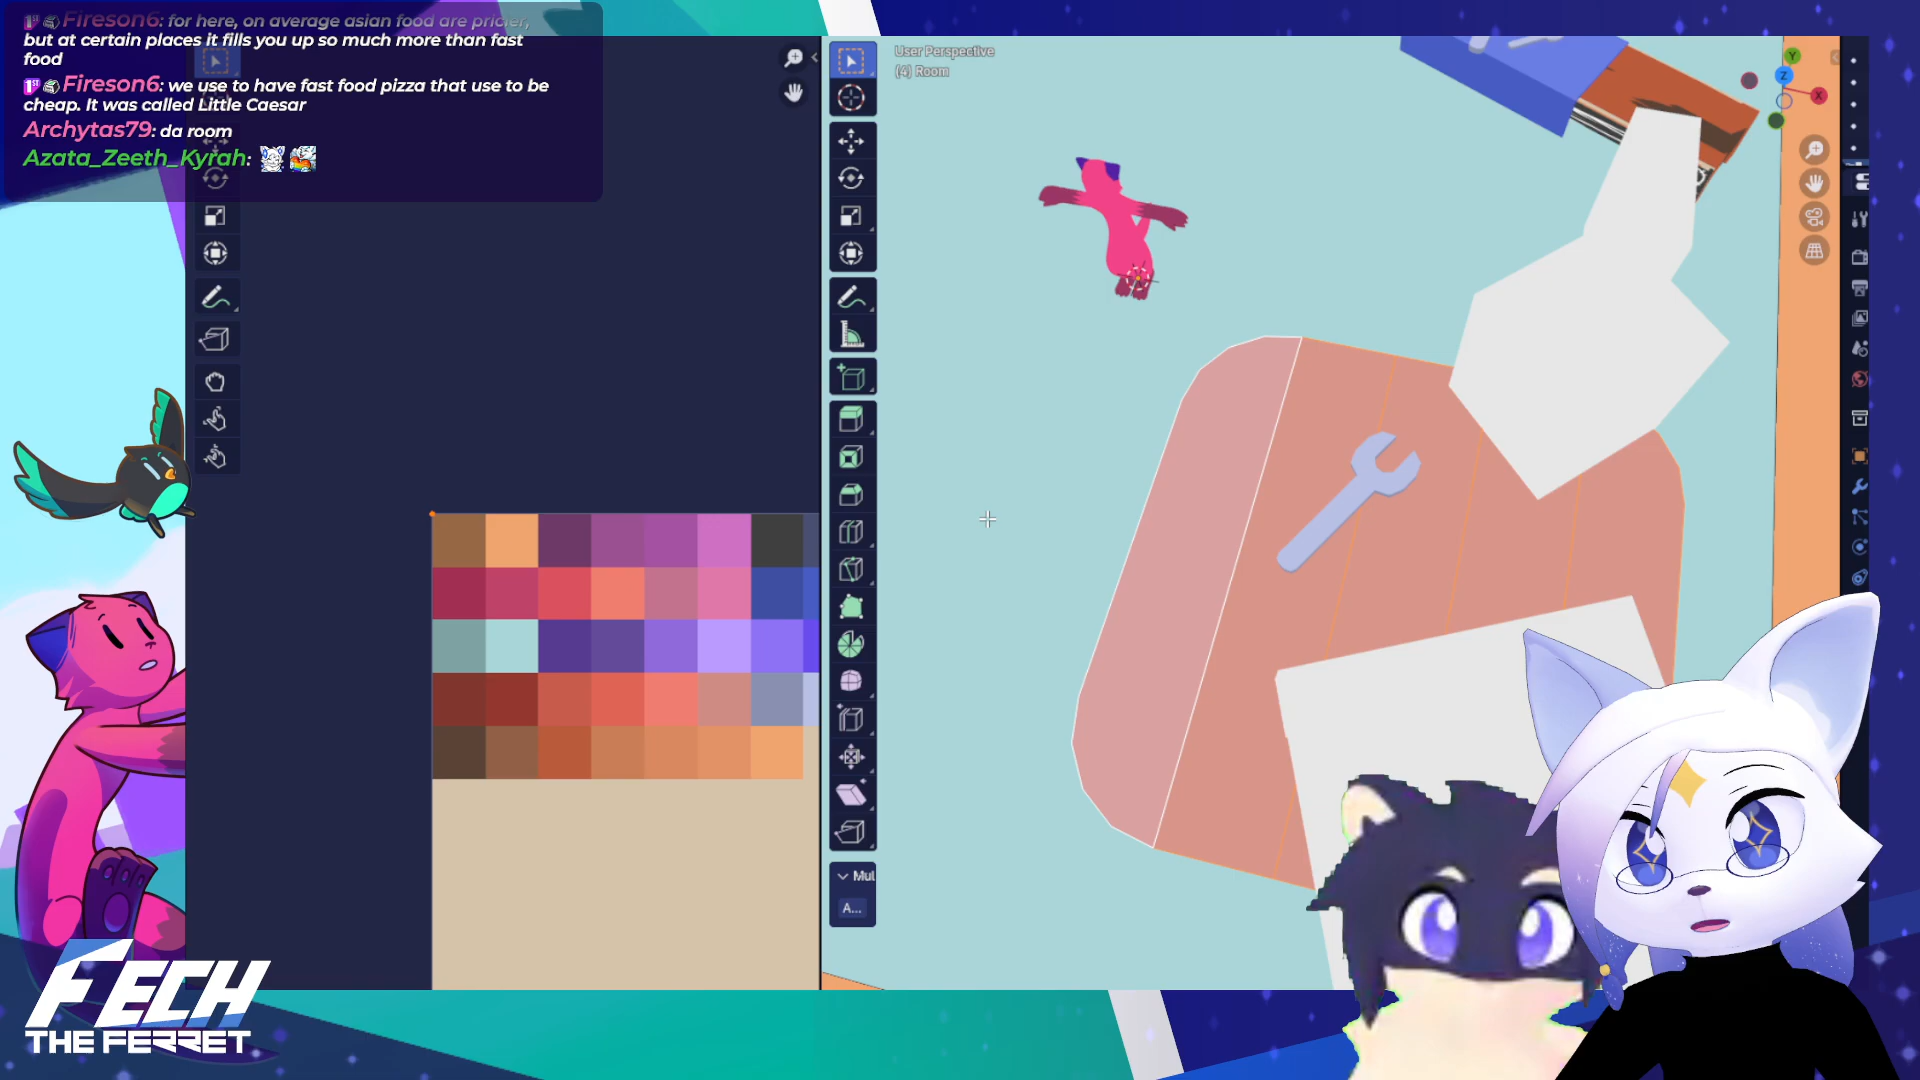 Fireson6: for here, on average asian food are pricier,
but at certain places it fills you up so much more than fast
food
Fireson6: we use to have fast food pizza that use to be
cheap. It was called Little Caesar
Archytas79: da room
Azata_Zeeth_Kyrah:
User Perspective
(4) Room
Mul
A...
Y
Z
X
FECH
THE FERRET